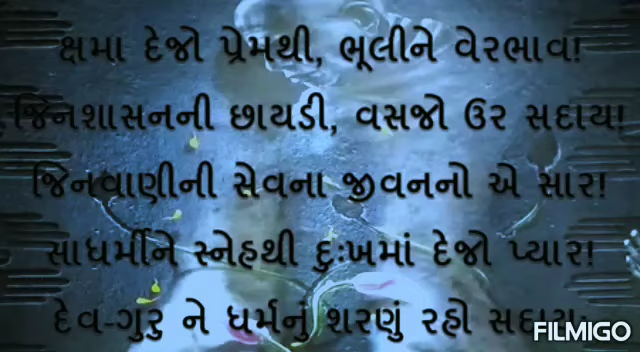 ક્ષમા દેજો પ્રેમથી, ભૂલીને વેરભાવ!
જિનશાસનની છાયડી, વસજો ઉર સદાય!
જિનવાણીની સેવના જીવનનો એ સાર!
સાધર્મીને સ્નેહથી દુઃખમાં દેજો પ્યાર!
દેવ-ગુરુ ને ધર્મનું શરણું રહો સદાય
FILMIGO